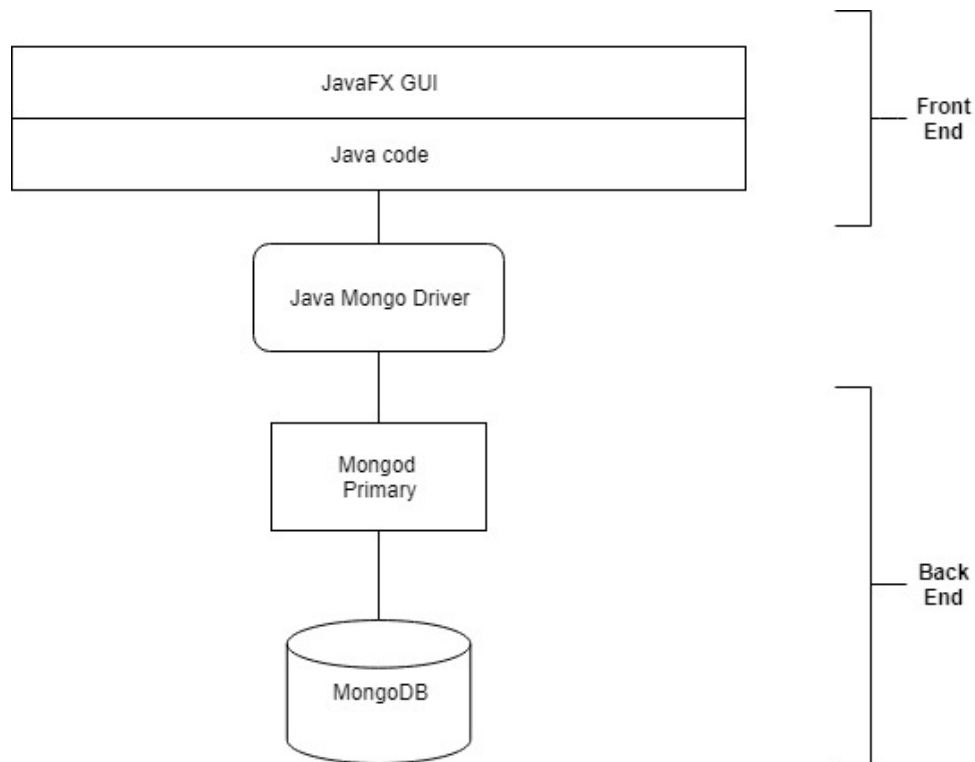 JavaFX GUI
Java code
Front
End
Java Mongo Driver
Mongod
Primary
Back
End
MongoDB